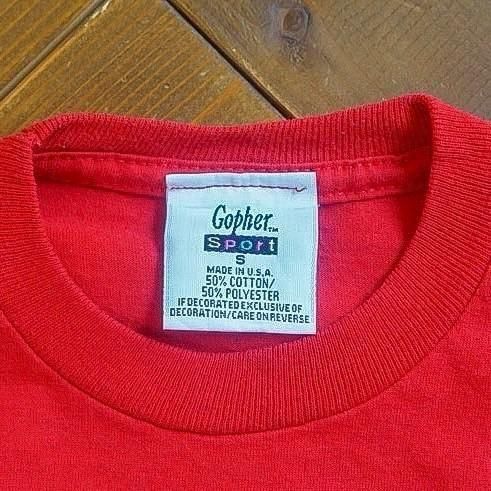 Gopher™
Sport
S
MADE IN U.S.A.
50% COTTON/
50% POLYESTER
IF DECORATED EXCLUSIVE OF
DECORATION/CARE ON REVERSE